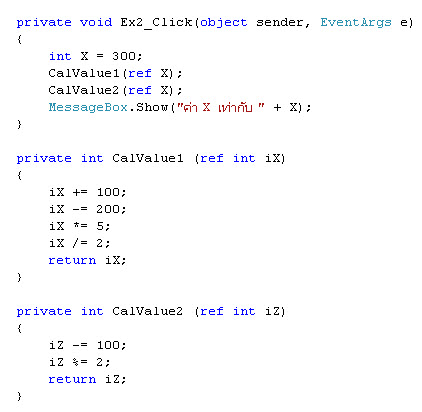 private void Ex2_Click(object sender, EventArgs e)
{
int X = 300;
CalValue1(ref X);
CalValue2(ref X);
MessageBox.Show("ค่า X เท่ากับ " + X);
}
private int CalValue1 (ref int iX)
{
iX += 100;
iX -= 200;
iX *= 5;
iX /= 2;
return iX;
}
private int CalValue2 (ref int iZ)
{
iZ -= 100;
iZ %= 2;
return iZ;
}